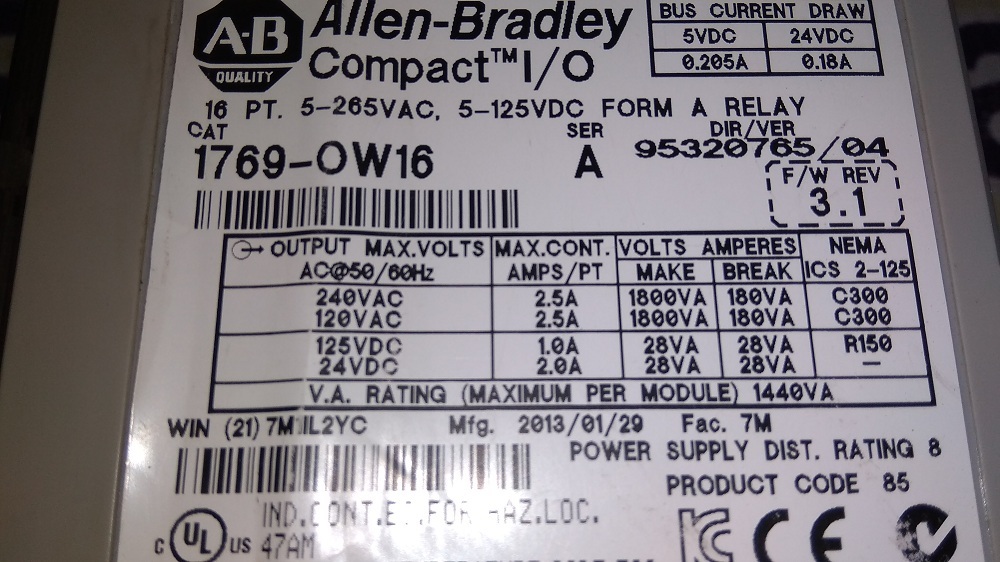 A-B
QUALITY
Allen-Bradley
Compact™ I/O
BUS CURRENT DRAW
5VDC 24VDC
0.205A 0.18A
16 PT. 5-265VAC, 5-125VDC FORM A RELAY
CAT SER DIR/VER
1769-OW16 A 95320765/04
F/W REV
3.1
OUTPUT MAX.VOLTS MAX.CONT. VOLTS AMPERES NEMA
AC@50/60Hz AMPS/PT MAKE BREAK ICS 2-125
240VAC 2.5A 1800VA 180VA C300
120VAC 2.5A 1800VA 180VA C300
125VDC 1.0A 28VA 28VA R150
24VDC 2.0A 28VA 28VA —
V.A. RATING (MAXIMUM PER MODULE) 1440VA
WIN (21) Mfg. 2013/01/29 Fac. 7M
POWER SUPPLY DIST. RATING 8
PRODUCT CODE 85
IND.CONT. FOR HAZ.LOC.
c UL US 47AM
KC CE